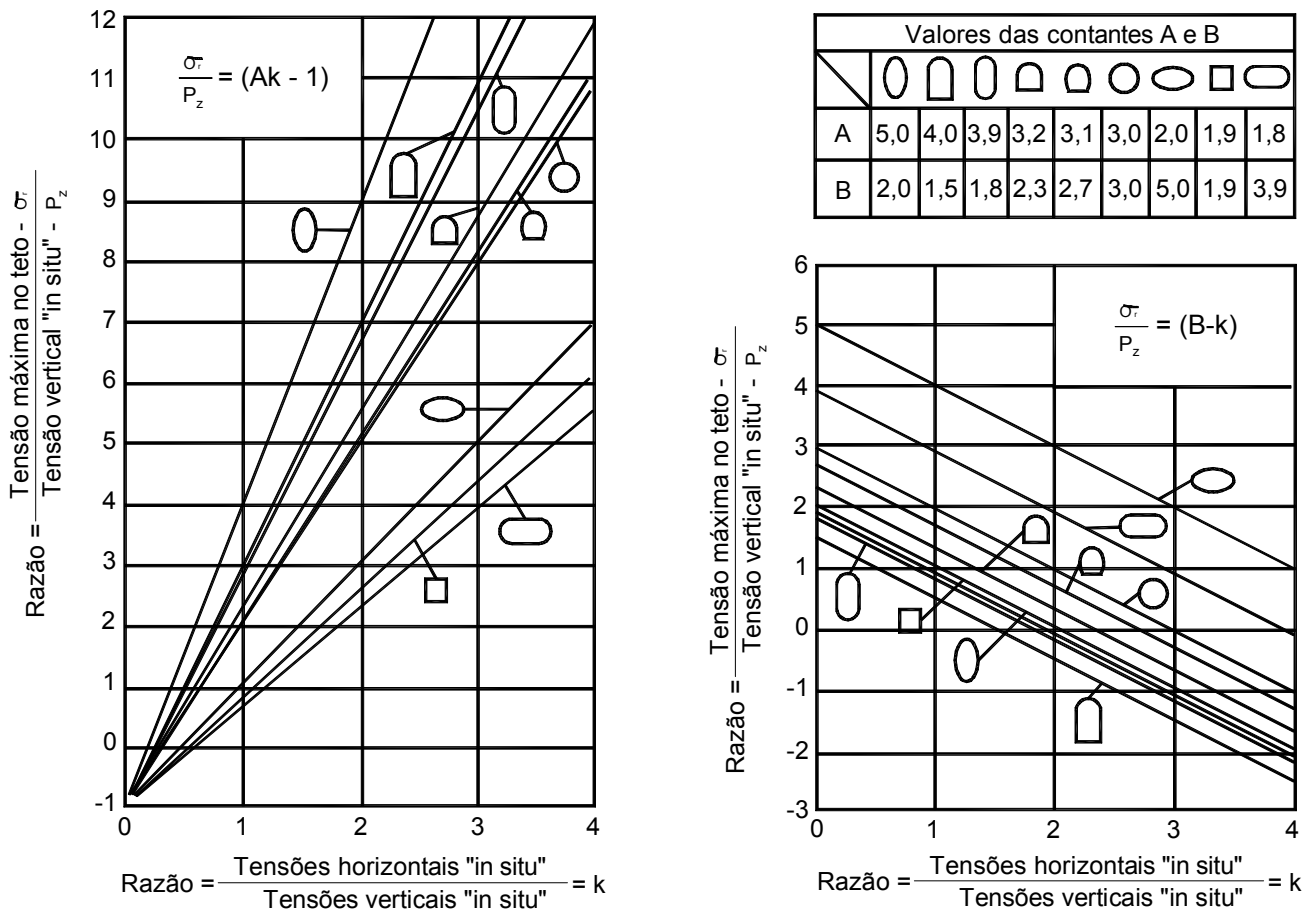 12
11
10
9
8
7
6
5
4
3
2
1
0
-1
0 1 2 3 4
σr / Pz = (Ak - 1)
Razão = Tensão máxima no teto - σr
Tensão vertical "in situ" - Pz
Razão = Tensões horizontais "in situ" = k
Tensões verticais "in situ"
Valores das contantes A e B
A 5,0 4,0 3,9 3,2 3,1 3,0 2,0 1,9 1,8
B 2,0 1,5 1,8 2,3 2,7 3,0 5,0 1,9 3,9
6
5
4
3
2
1
0
-1
-2
-3
0 1 2 3 4
σr / Pz = (B-k)
Razão = Tensão máxima no teto - σr
Tensão vertical "in situ" - Pz
Razão = Tensões horizontais "in situ" = k
Tensões verticais "in situ"